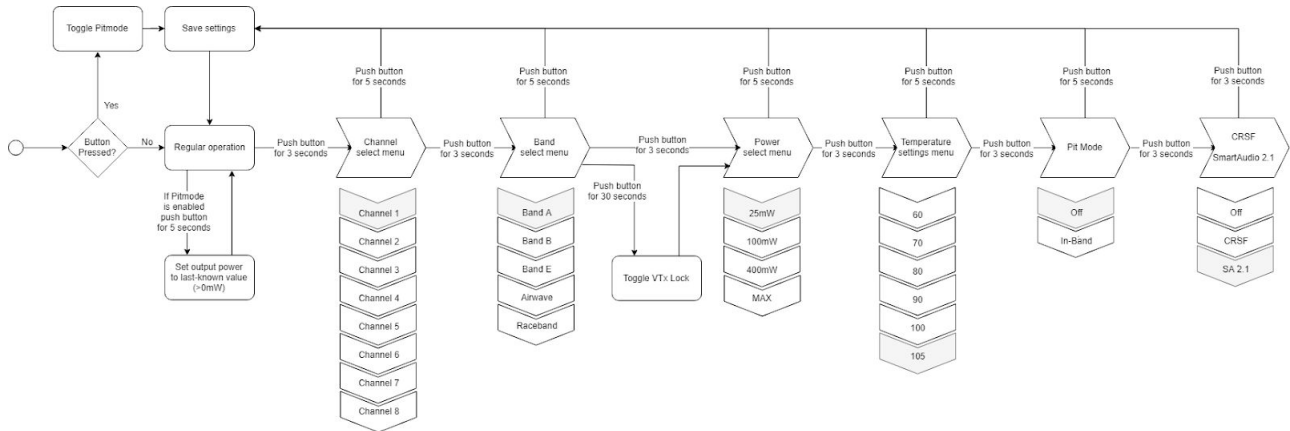 Toggle Pitmode
Save settings
Push button
for 5 seconds
Push button
for 5 seconds
Push button
for 5 seconds
Push button
for 5 seconds
Push button
for 5 seconds
Push button
for 3 seconds
Yes
Button
Pressed?
No
Regular operation
Push button
for 3 seconds
Channel
select menu
Push button
for 3 seconds
Band
select menu
Push button
for 3 seconds
Power
select menu
Push button
for 3 seconds
Temperature
settings menu
Push button
for 3 seconds
Pit Mode
Push button
for 3 seconds
CRSF
SmartAudio 2.1
If Pitmode
is enabled
push button
for 5 seconds
Set output power
to last-known value
(>0mW)
Channel 1
Channel 2
Channel 3
Channel 4
Channel 5
Channel 6
Channel 7
Channel 8
Band A
Band B
Band E
Airwave
Raceband
Push button
for 30 seconds
Toggle VTx Lock
25mW
100mW
400mW
MAX
60
70
80
90
100
105
Off
In-Band
Off
CRSF
SA 2.1